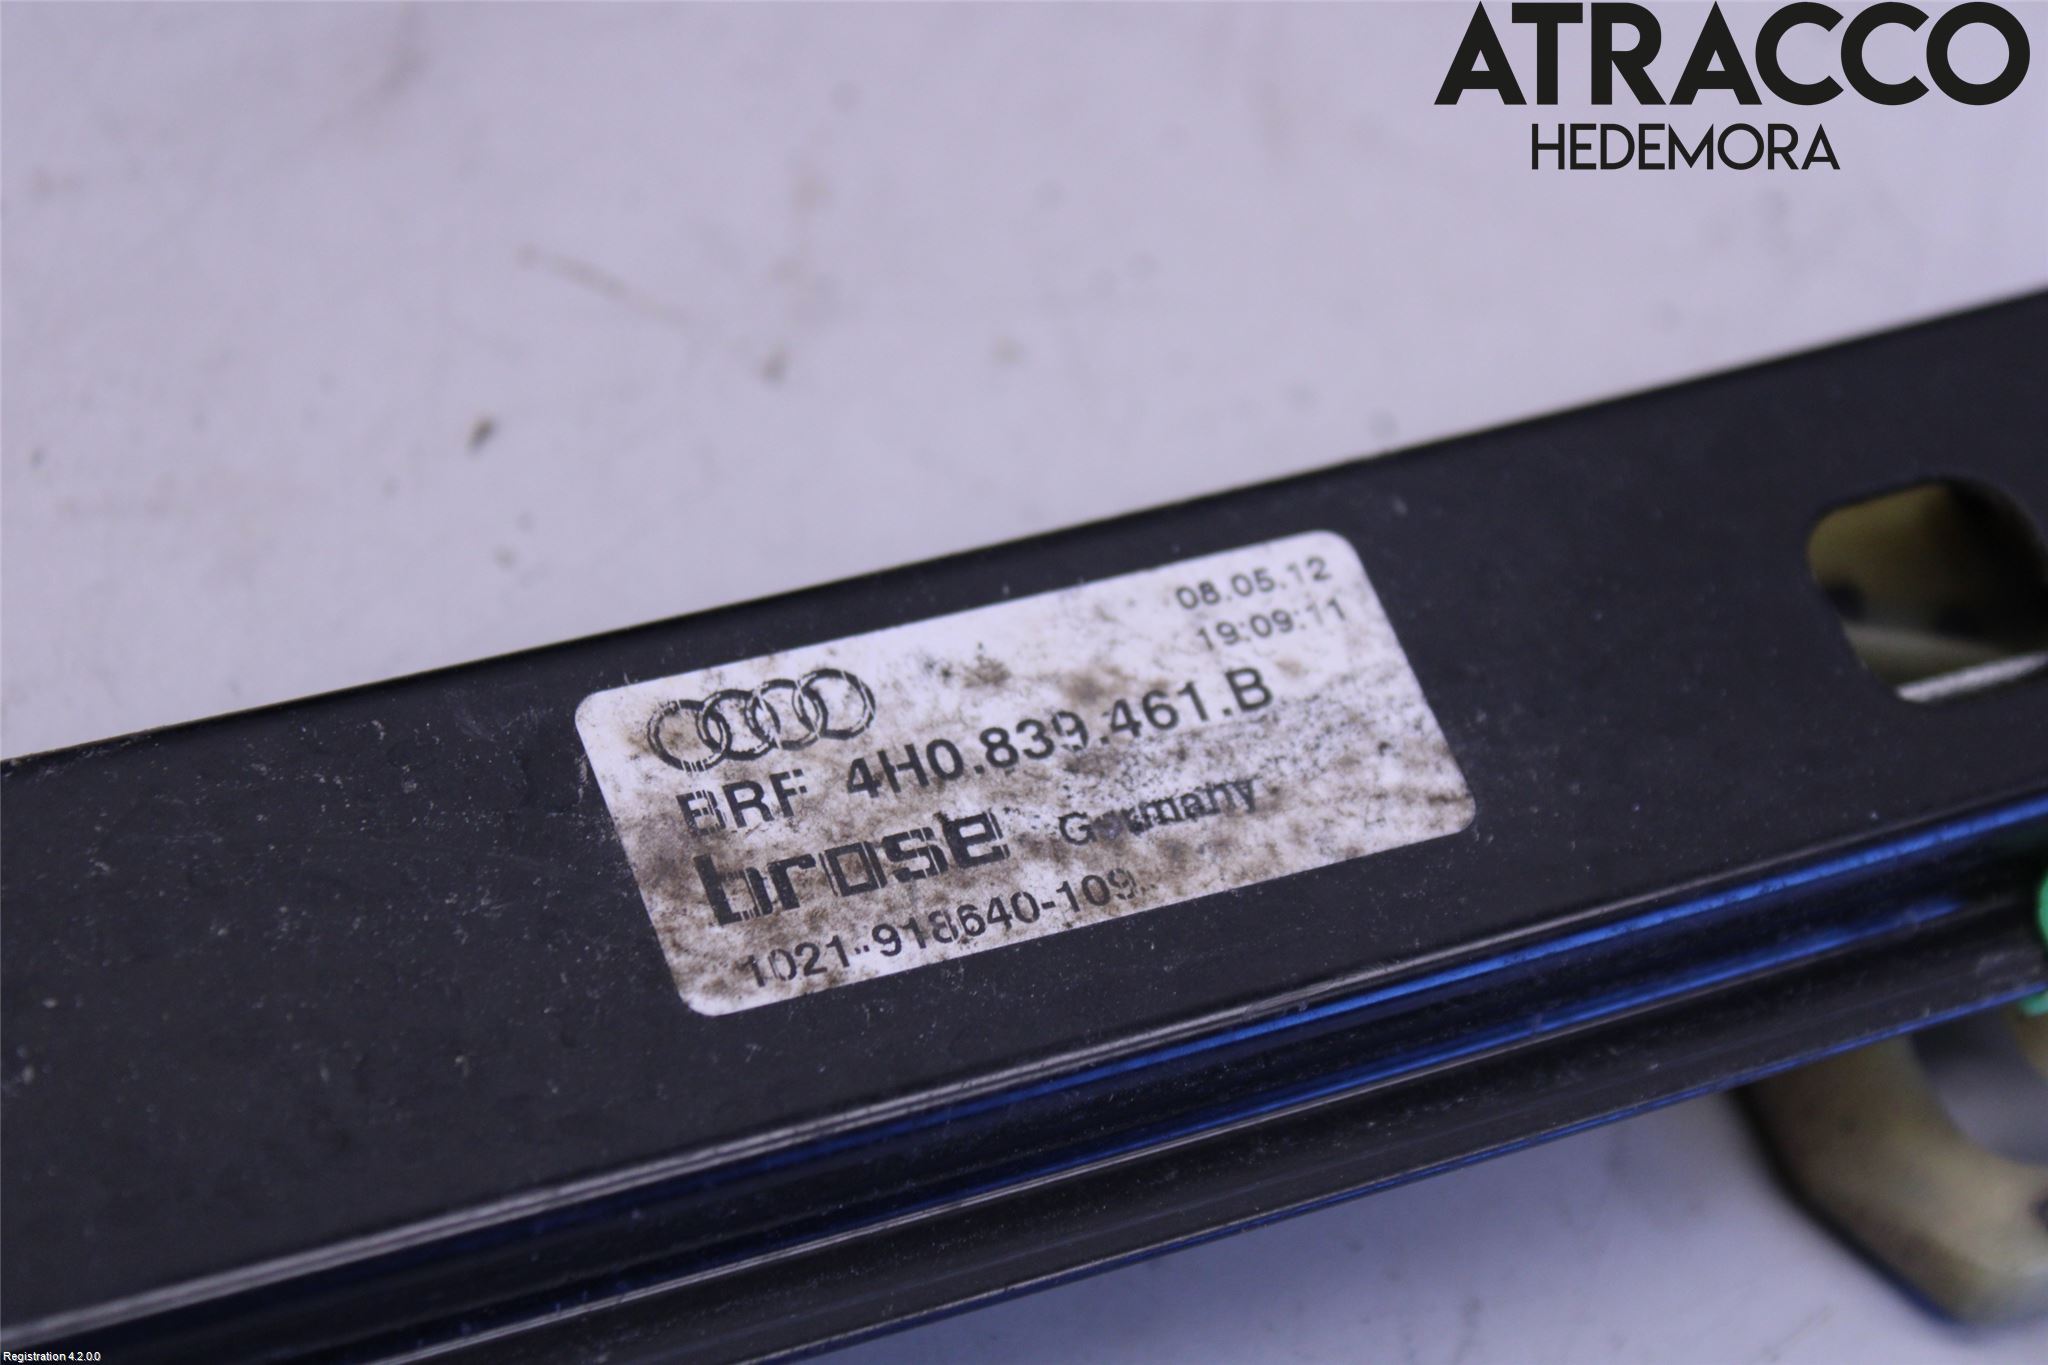 ATRACCO
HEDEMORA
08.05.12
19:09:11
BRF 4H0.839.461.B
brose Germany
1021-918640-109
Registration 4.2.0.0